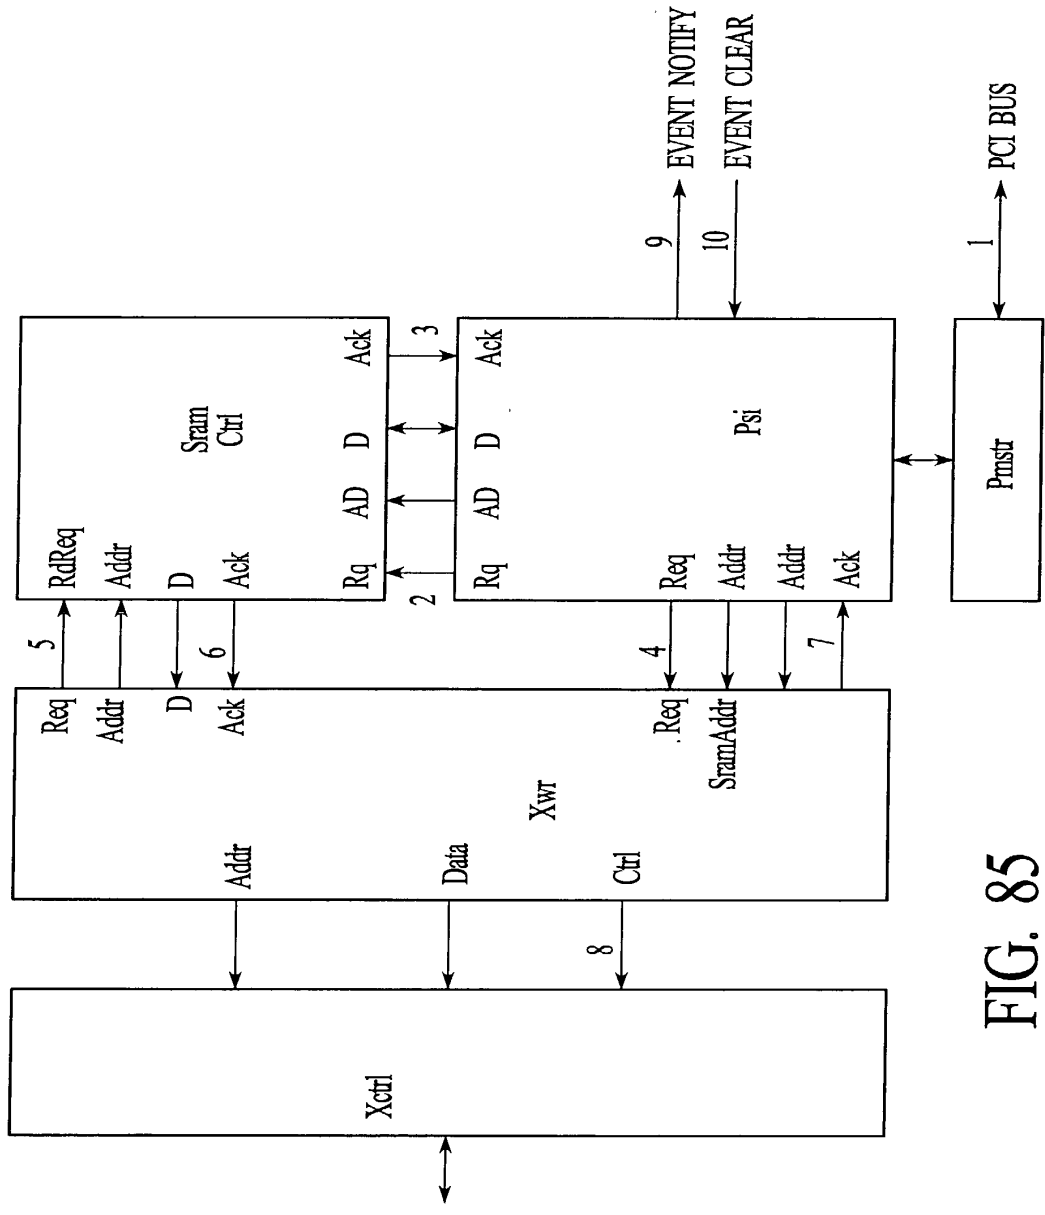 5
Req
RdReq
Addr
Addr
D
D
Sram
Ctrl
6
Addr
Ack
Ack
Rq
AD
D
Ack
Xctrl
2
3
Data
Rq
AD
D
Ack
Xwr
8
Ctrl
4
9
Req
Req
EVENT NOTIFY
10
SramAddr
Addr
EVENT CLEAR
Psi
Addr
7
Ack
1
Pmstr
PCI BUS
FIG. 85